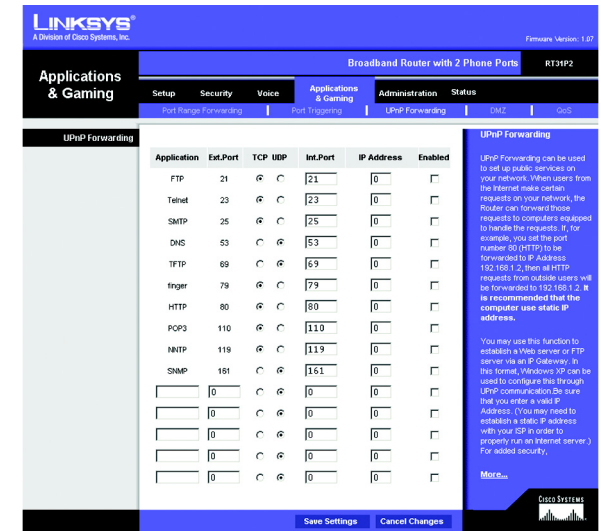 LINKSYS®
A Division of Cisco Systems, Inc.
Firmware Version: 1.07
Broadband Router with 2 Phone Ports RT31P2
Applications & Gaming
Setup Security Voice Applications & Gaming Administration Status
Port Range Forwarding | Port Triggering | UPnP Forwarding | DMZ | QoS
UPnP Forwarding
Application Ext.Port TCP UDP Int.Port IP Address Enabled
FTP 21 21 0
Telnet 23 23 0
SMTP 25 25 0
DNS 53 53 0
TFTP 69 69 0
finger 79 79 0
HTTP 80 80 0
POP3 110 110 0
NNTP 119 119 0
SNMP 161 161 0
0 0 0
0 0 0
0 0 0
0 0 0
0 0 0
UPnP Forwarding
UPnP Forwarding can be used
to set up public services on
your network. When users from
the Internet make certain
requests on your network, the
Router can forward those
requests to computers equipped
to handle the requests. If, for
example, you set the port
number 80 (HTTP) to be
forwarded to IP Address
192.168.1.2, then all HTTP
requests from outside users will
be forwarded to 192.168.1.2. It
is recommended that the
computer use static IP
address.
You may use this function to
establish a Web server or FTP
server via an IP Gateway. In
this format, Windows XP can be
used to configure this through
UPnP communication.Be sure
that you enter a valid IP
Address. (You may need to
establish a static IP address
with your ISP in order to
properly run an Internet server.)
For added security,
More...
Save Settings Cancel Changes
CISCO SYSTEMS